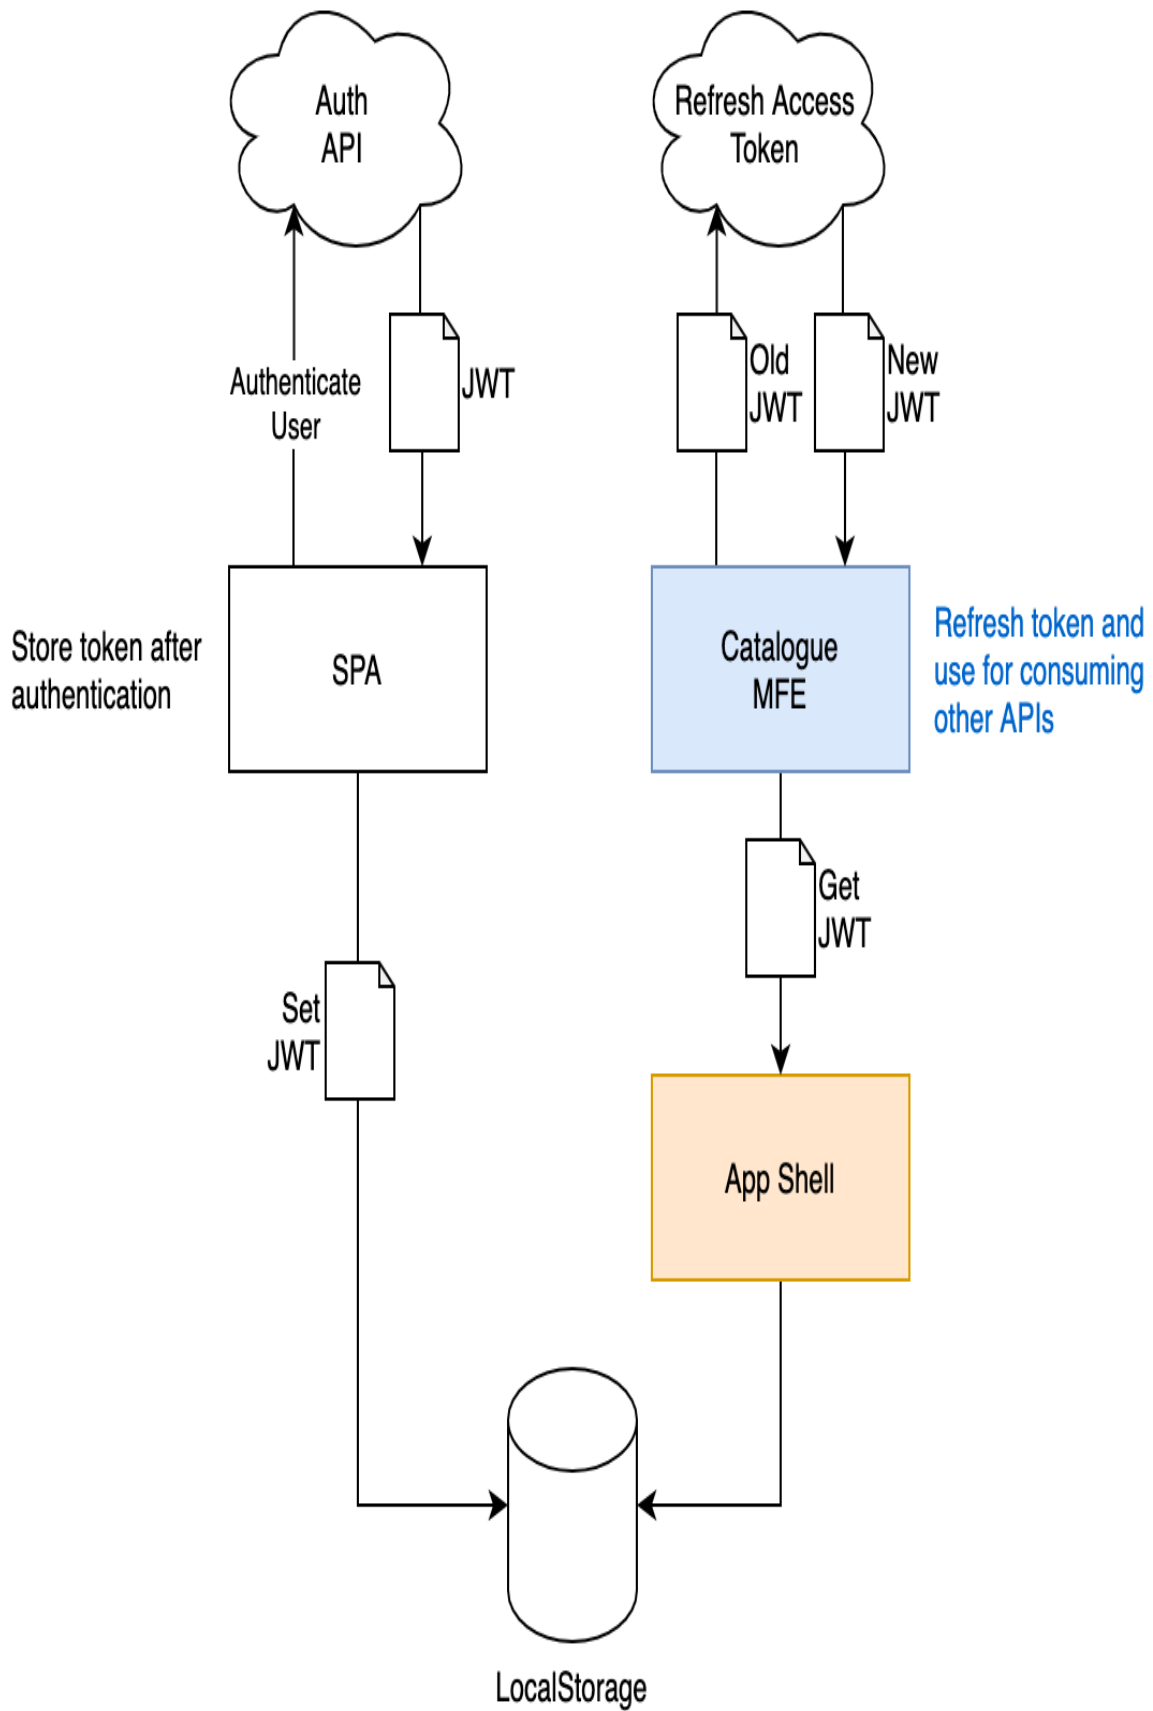 Auth
API
Refresh Access
Token
Authenticate
User
JWT
Old
JWT
New
JWT
Store token after
authentication
SPA
Catalogue
MFE
Refresh token and
use for consuming
other APIs
Get
JWT
Set
JWT
App Shell
LocalStorage